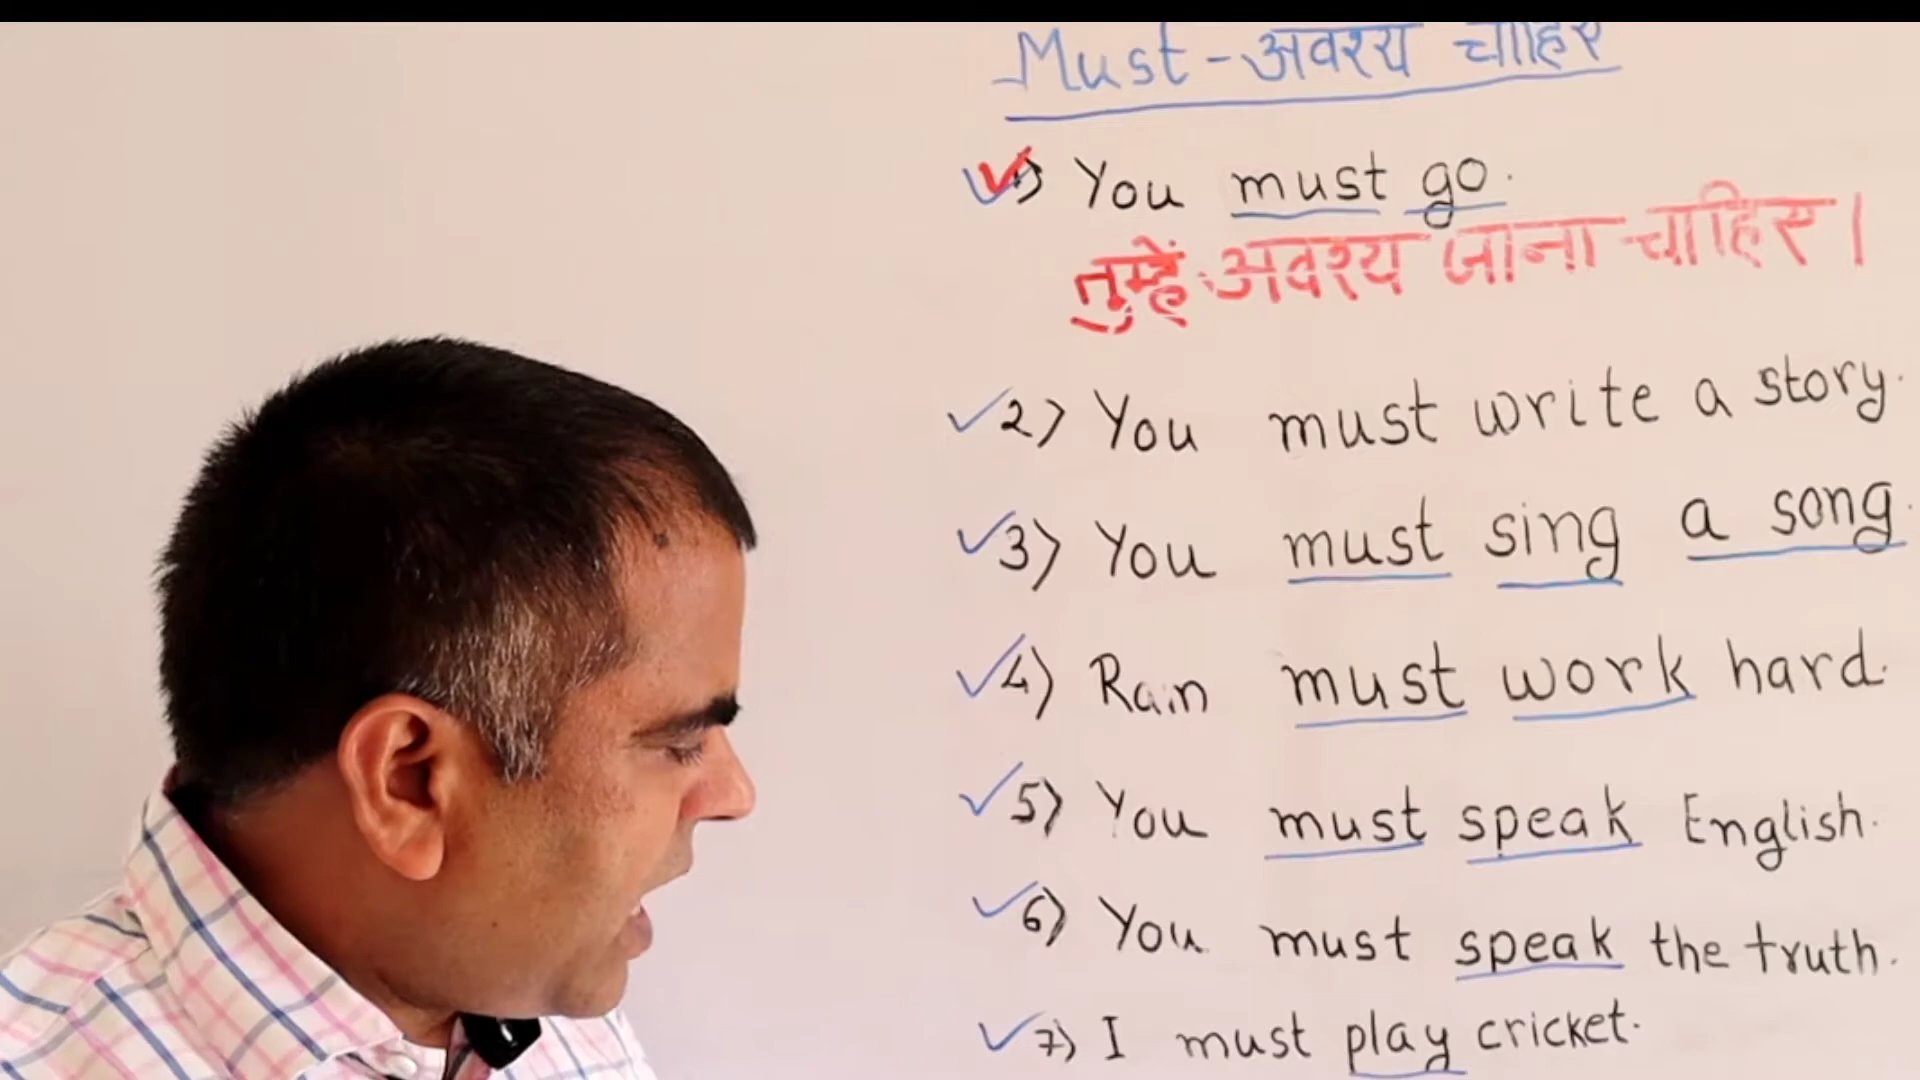 Must - अवश्य चाहिए
1) You must go.
तुम्हें अवश्य जाना चाहिए।
2) You must write a story.
3) You must sing a song.
4) Rain must work hard.
5) You must speak English.
6) You must speak the truth.
7) I must play cricket.